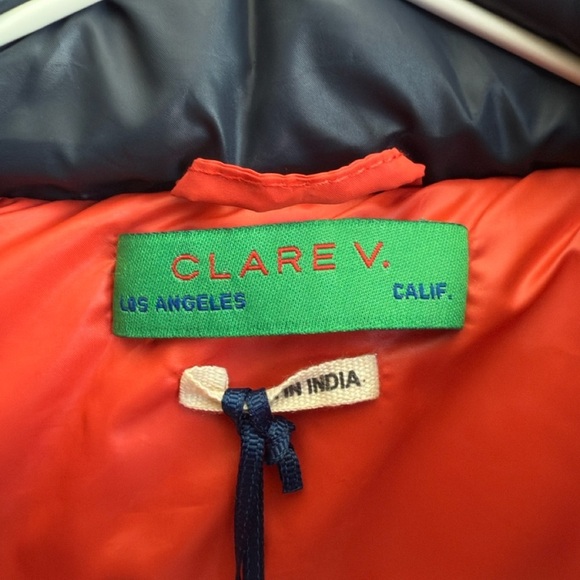 CLARE V.
LOS ANGELES CALIF.
IN INDIA